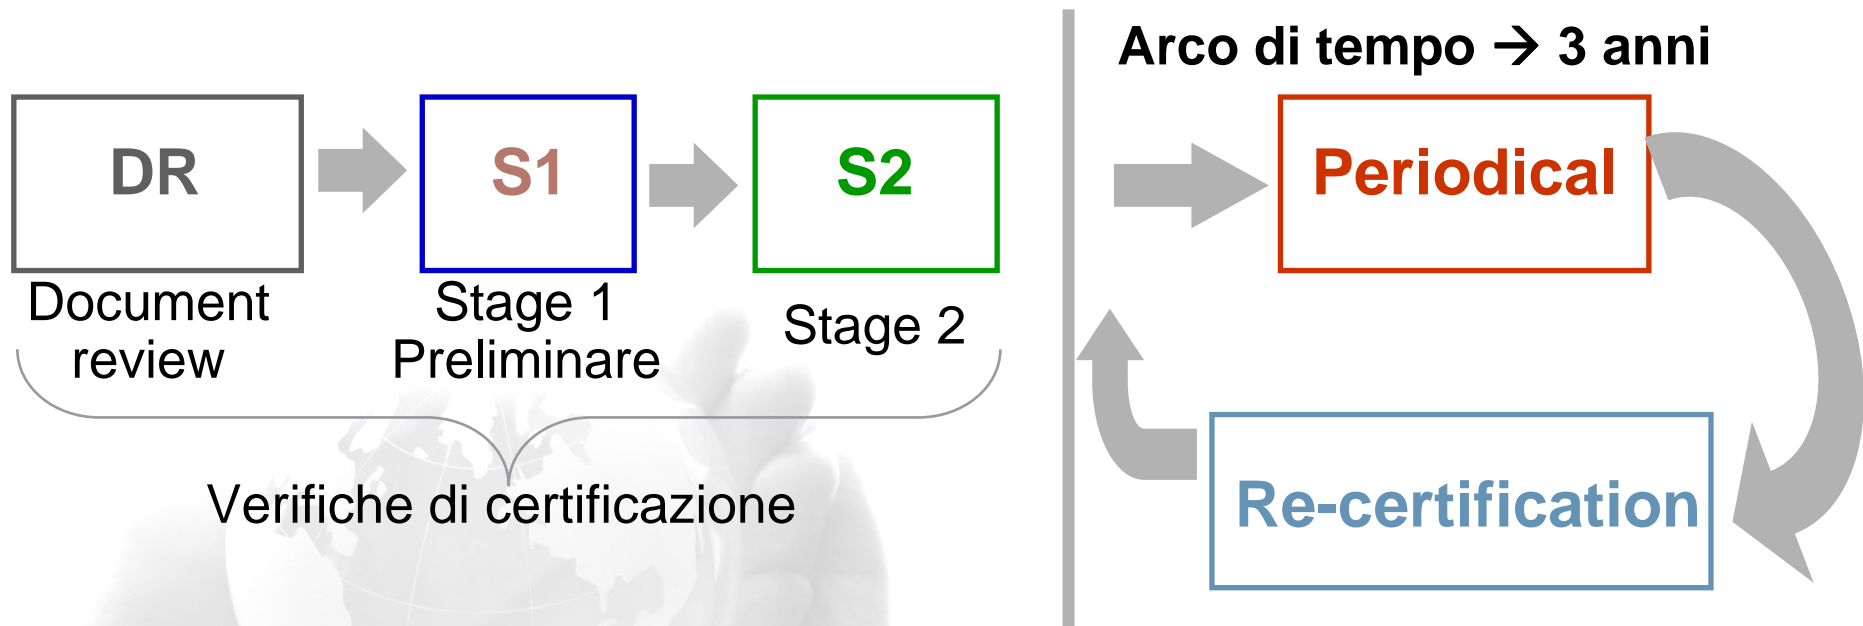 Arco di tempo → 3 anni
DR
S1
S2
Periodical
Document
review
Stage 1
Preliminare
Stage 2
Verifiche di certificazione
Re-certification